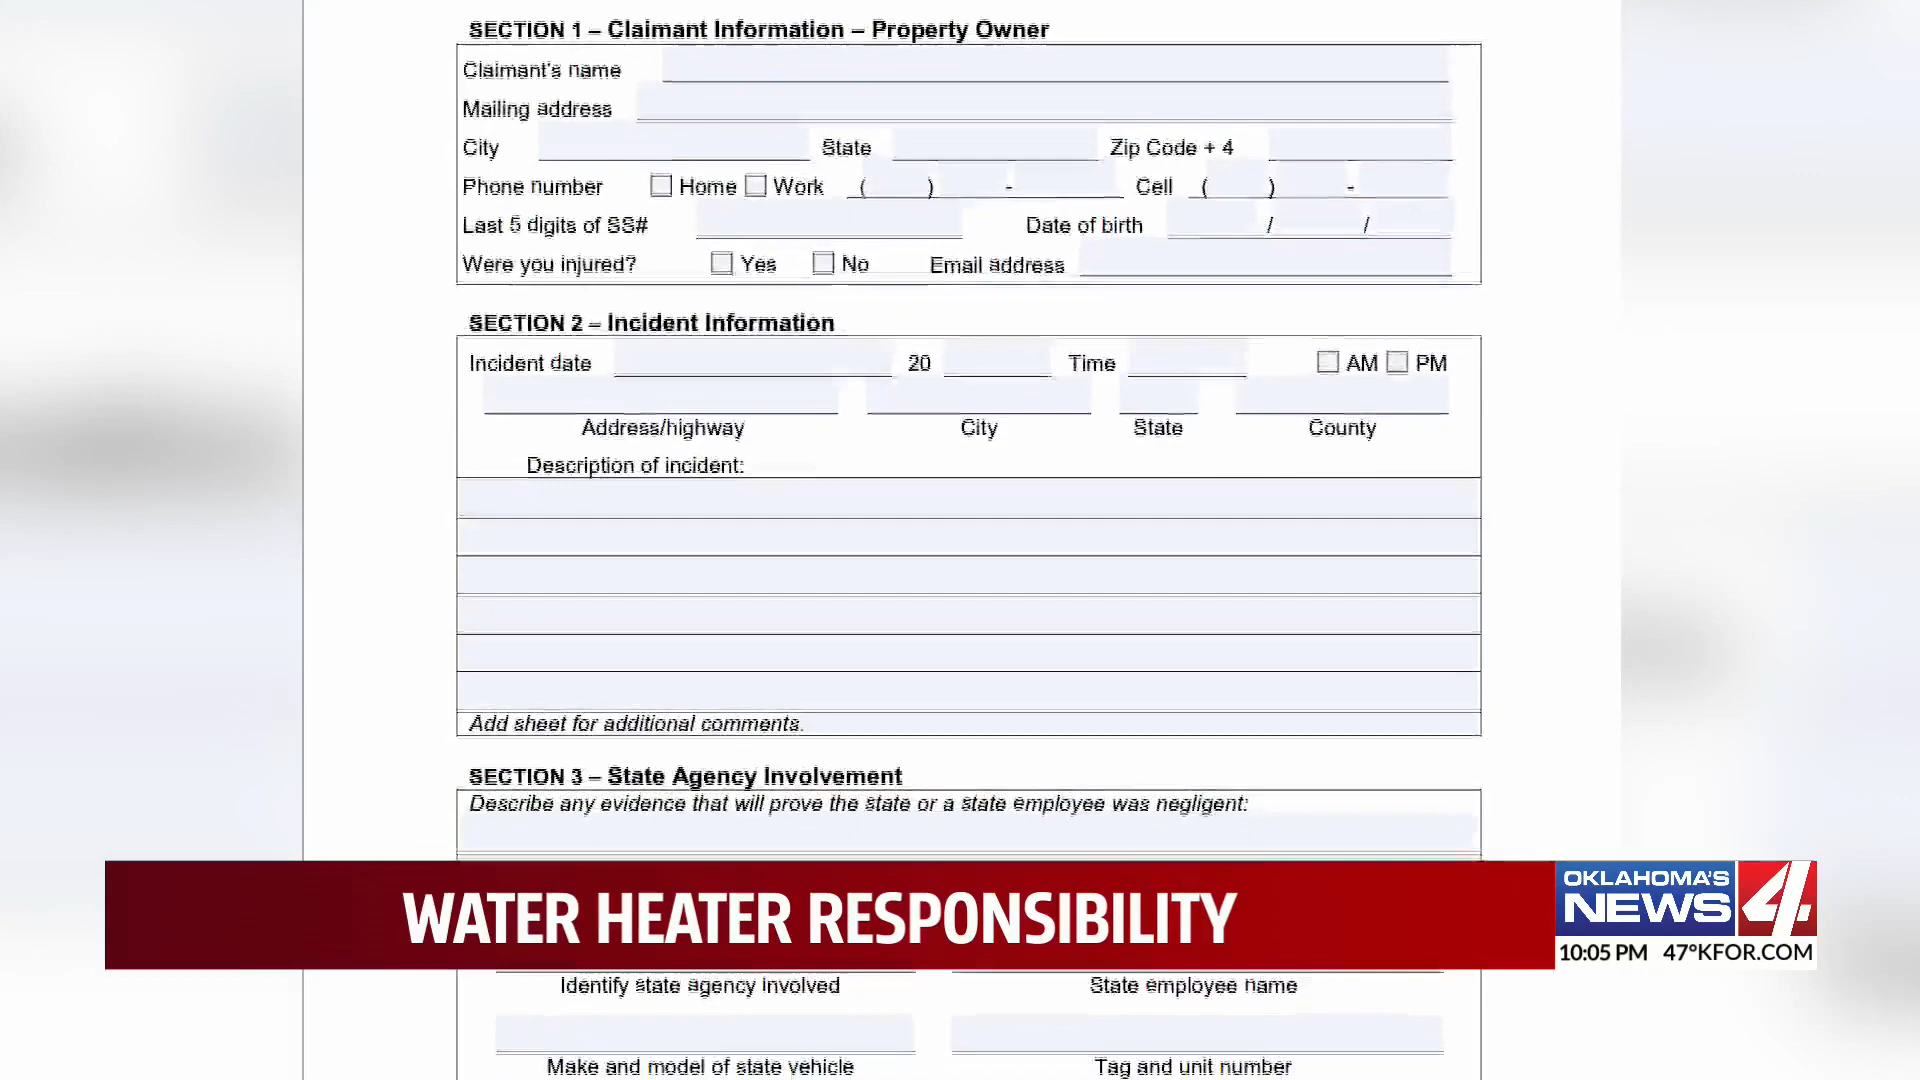 SECTION 1 – Claimant Information – Property Owner
Claimant's name
Mailing address
City State Zip Code + 4
Phone number Home Work ( ) - Cell ( ) -
Last 5 digits of SS# Date of birth / /
Were you injured? Yes No Email address
SECTION 2 – Incident Information
Incident date 20 Time AM PM
Address/highway City State County
Description of incident:
Add sheet for additional comments.
SECTION 3 – State Agency Involvement
Describe any evidence that will prove the state or a state employee was negligent:
WATER HEATER RESPONSIBILITY
OKLAHOMA'S
NEWS 4
10:05 PM 47° KFOR.COM
Identify state agency involved State employee name
Make and model of state vehicle Tag and unit number